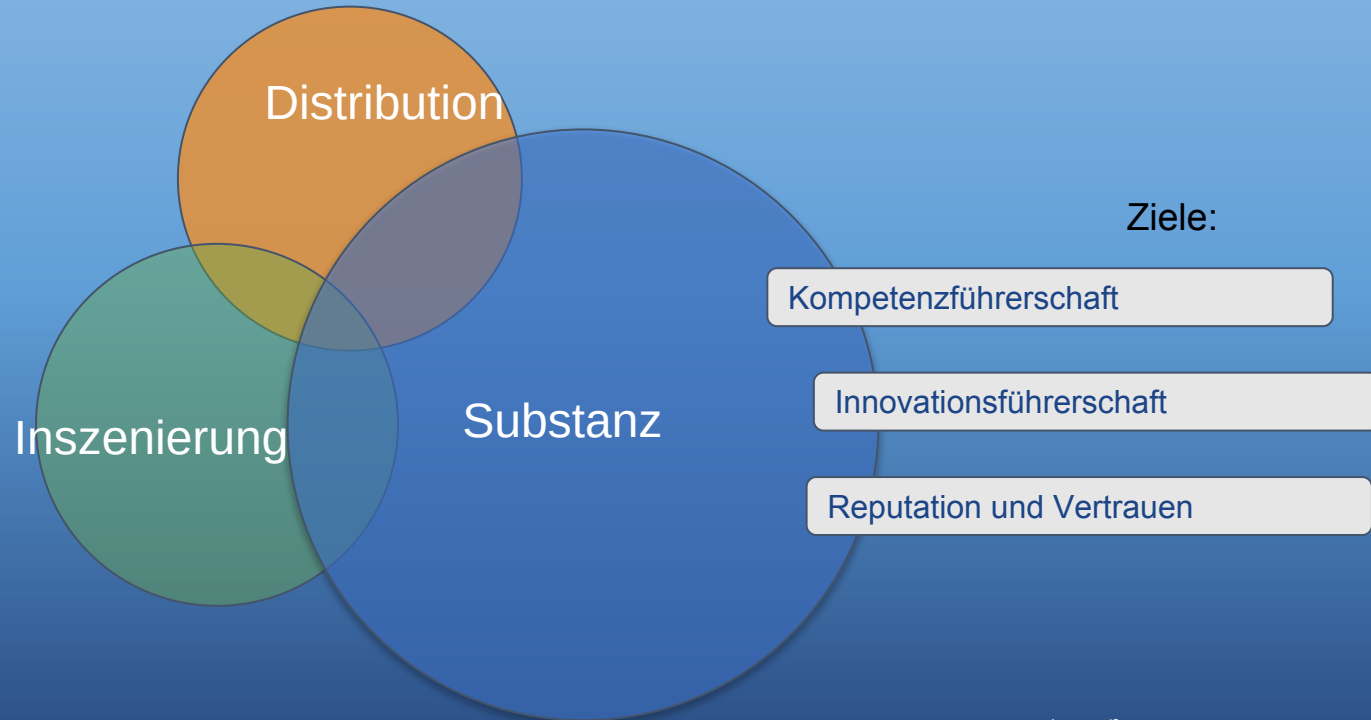 Distribution
Ziele:
Kompetenzführerschaft
Innovationsführerschaft
Substanz
Inszenierung
Reputation und Vertrauen